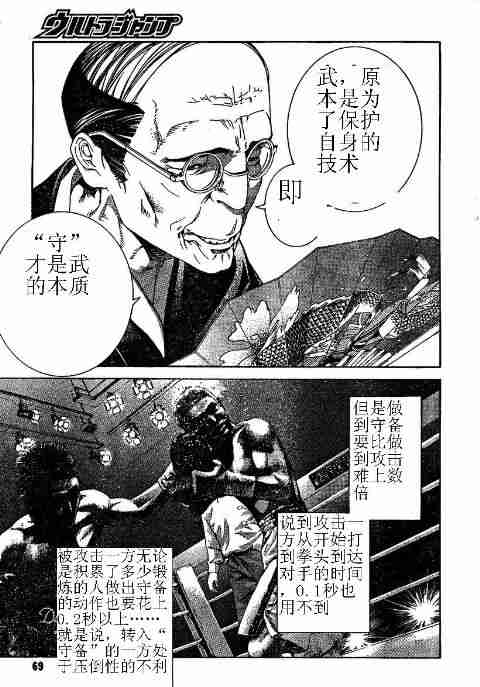 ウルトラジャンプ
武，原
本是为
了保护
自身的
技术
即
“守”
才是武
的本质
但是做
到守备
要比做
到攻击
难上数
倍
说到攻击一
方从开始打
到拳头到达
对手的时间
，0.1秒也
用不到
被攻击一方无论
是积累了多少锻
炼的人做出守备
的动作也要花上
0.2秒以上……
就是说，转入“
守备”的一方处
于压倒性的不利
69